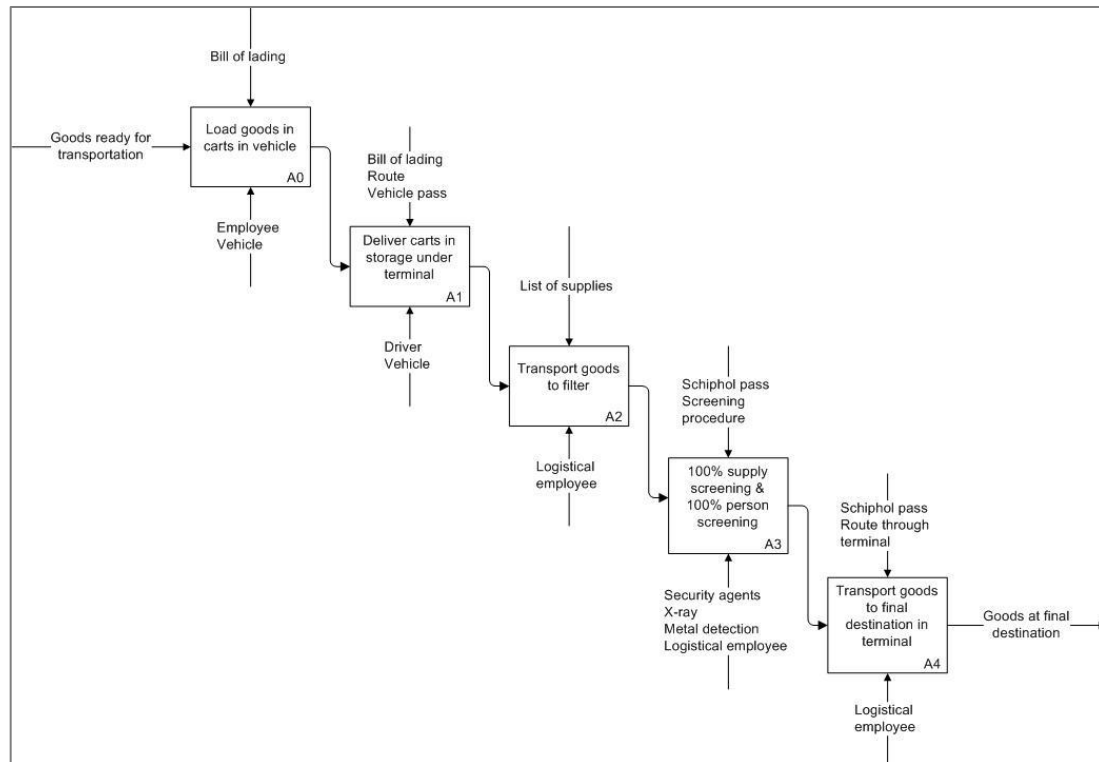 Bill of lading
Goods ready for
transportation
Load goods in
carts in vehicle
A0
Employee
Vehicle
Bill of lading
Route
Vehicle pass
Deliver carts in
storage under
terminal
A1
Driver
Vehicle
List of supplies
Transport goods
to filter
A2
Logistical
employee
Schiphol pass
Screening
procedure
100% supply
screening &
100% person
screening
A3
Security agents
X-ray
Metal detection
Logistical employee
Schiphol pass
Route through
terminal
Transport goods
to final
destination in
terminal
A4
Logistical
employee
Goods at final
destination